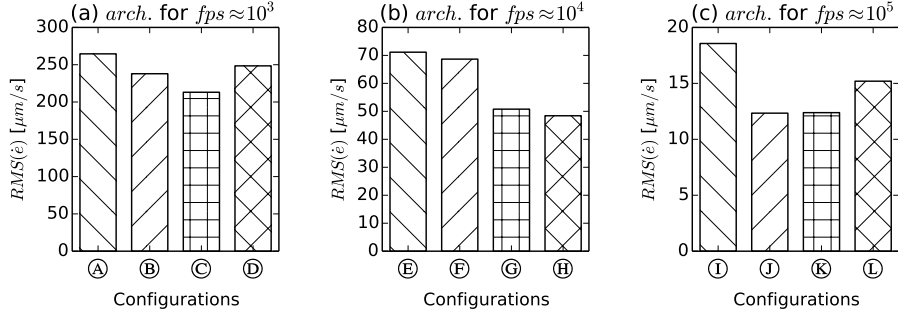 (a) arch. for fps≈10³
RMS(ė) [μm/s]
300
250
200
150
100
50
0
Ⓐ Ⓑ Ⓒ Ⓓ
Configurations
(b) arch. for fps≈10⁴
RMS(ė) [μm/s]
80
70
60
50
40
30
20
10
0
Ⓔ Ⓕ Ⓖ Ⓗ
Configurations
(c) arch. for fps≈10⁵
RMS(ė) [μm/s]
20
15
10
5
0
Ⓘ Ⓙ Ⓚ Ⓛ
Configurations